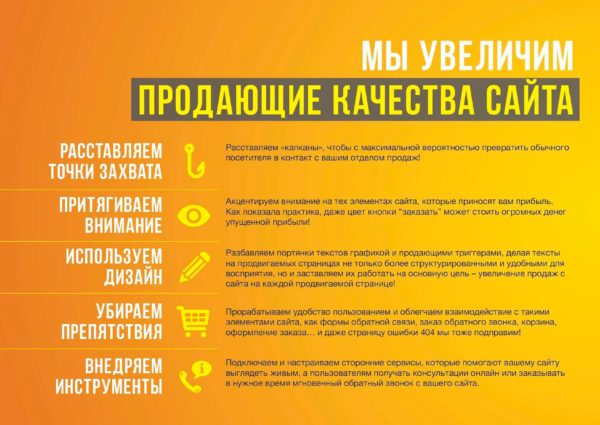 МЫ УВЕЛИЧИМ
ПРОДАЮЩИЕ КАЧЕСТВА САЙТА
РАССТАВЛЯЕМ
ТОЧКИ ЗАХВАТА
Расставляем «капканы», чтобы с максимальной вероятностью превратить обычного
посетителя в контакт с вашим отделом продаж!
ПРИТЯГИВАЕМ
ВНИМАНИЕ
Акцентируем внимание на тех элементах сайта, которые приносят вам прибыль.
Как показала практика, даже цвет кнопки “заказать” может стоить огромных денег
упущенной прибыли!
ИСПОЛЬЗУЕМ
ДИЗАЙН
Разбавляем портянки текстов графикой и продающими триггерами, делая тексты
на продвигаемых страницах не только более структурированными и удобными для
восприятия, но и заставляем их работать на основную цель – увеличение продаж с
сайта на каждой продвигаемой странице!
УБИРАЕМ
ПРЕПЯТСТВИЯ
Прорабатываем удобство пользованием и облегчаем взаимодействие с такими
элементами сайта, как формы обратной связи, заказ обратного звонка, корзина,
оформление заказа... и даже страницу ошибки 404 мы тоже подправим!
ВНЕДРЯЕМ
ИНСТРУМЕНТЫ
Подключаем и настраиваем сторонние сервисы, которые помогают вашему сайту
выглядеть живым, а пользователям получать консультации онлайн или заказывать
в нужное время мгновенный обратный звонок с вашего сайта.